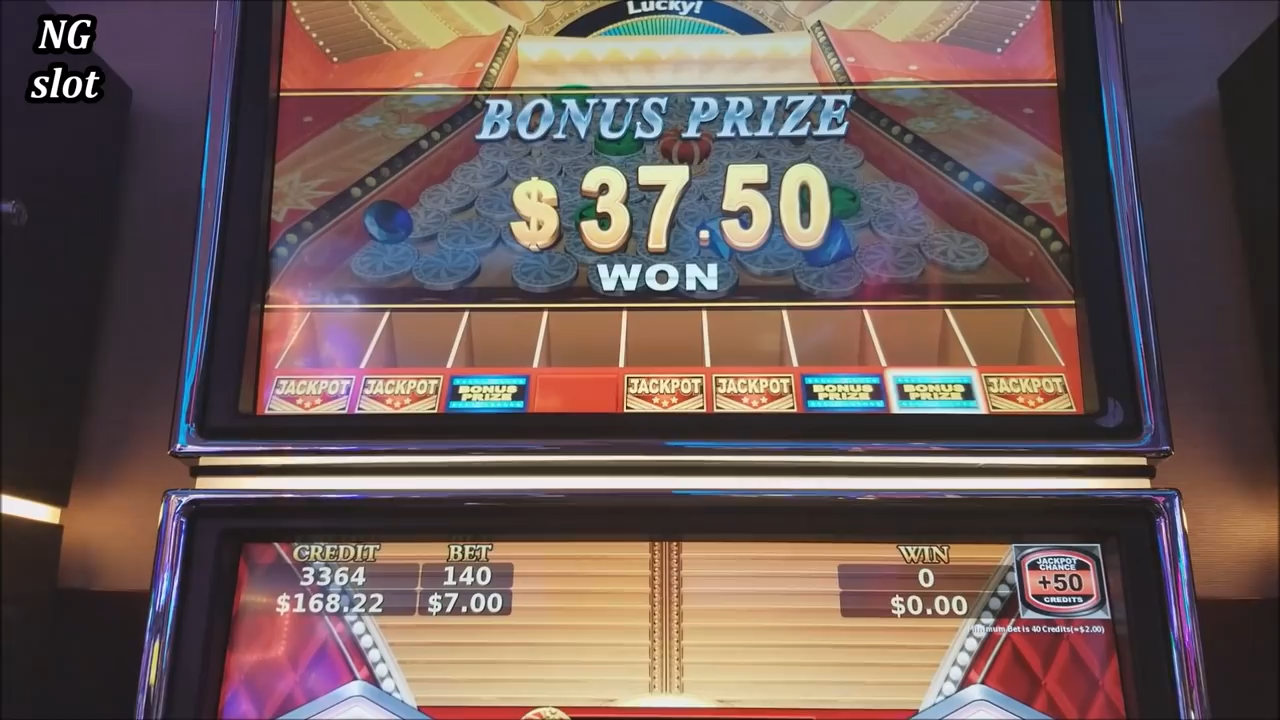 NG
slot
Lucky!
BONUS PRIZE
$37.50
WON
JACKPOT JACKPOT BONUS PRIZE JACKPOT JACKPOT BONUS PRIZE BONUS PRIZE JACKPOT
CREDIT BET WIN
3364 140 0
$168.22 $7.00 $0.00
JACKPOT
CHANCE
+50
CREDITS
Minimum Bet is 40 Credits(=$2.00)